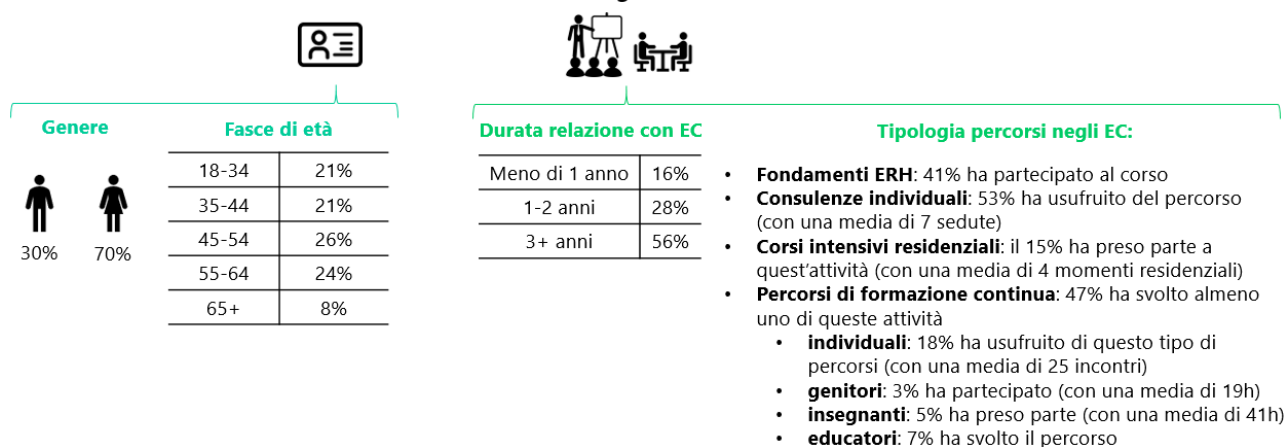 Genere
30% 70%
Fasce di età
18-34 21%
35-44 21%
45-54 26%
55-64 24%
65+ 8%
Durata relazione con EC
Meno di 1 anno 16%
1-2 anni 28%
3+ anni 56%
Tipologia percorsi negli EC:
• Fondamenti ERH: 41% ha partecipato al corso
• Consulenze individuali: 53% ha usufruito del percorso
(con una media di 7 sedute)
• Corsi intensivi residenziali: il 15% ha preso parte a
quest'attività (con una media di 4 momenti residenziali)
• Percorsi di formazione continua: 47% ha svolto almeno
uno di queste attività
• individuali: 18% ha usufruito di questo tipo di
percorsi (con una media di 25 incontri)
• genitori: 3% ha partecipato (con una media di 19h)
• insegnanti: 5% ha preso parte (con una media di 41h)
• educatori: 7% ha svolto il percorso